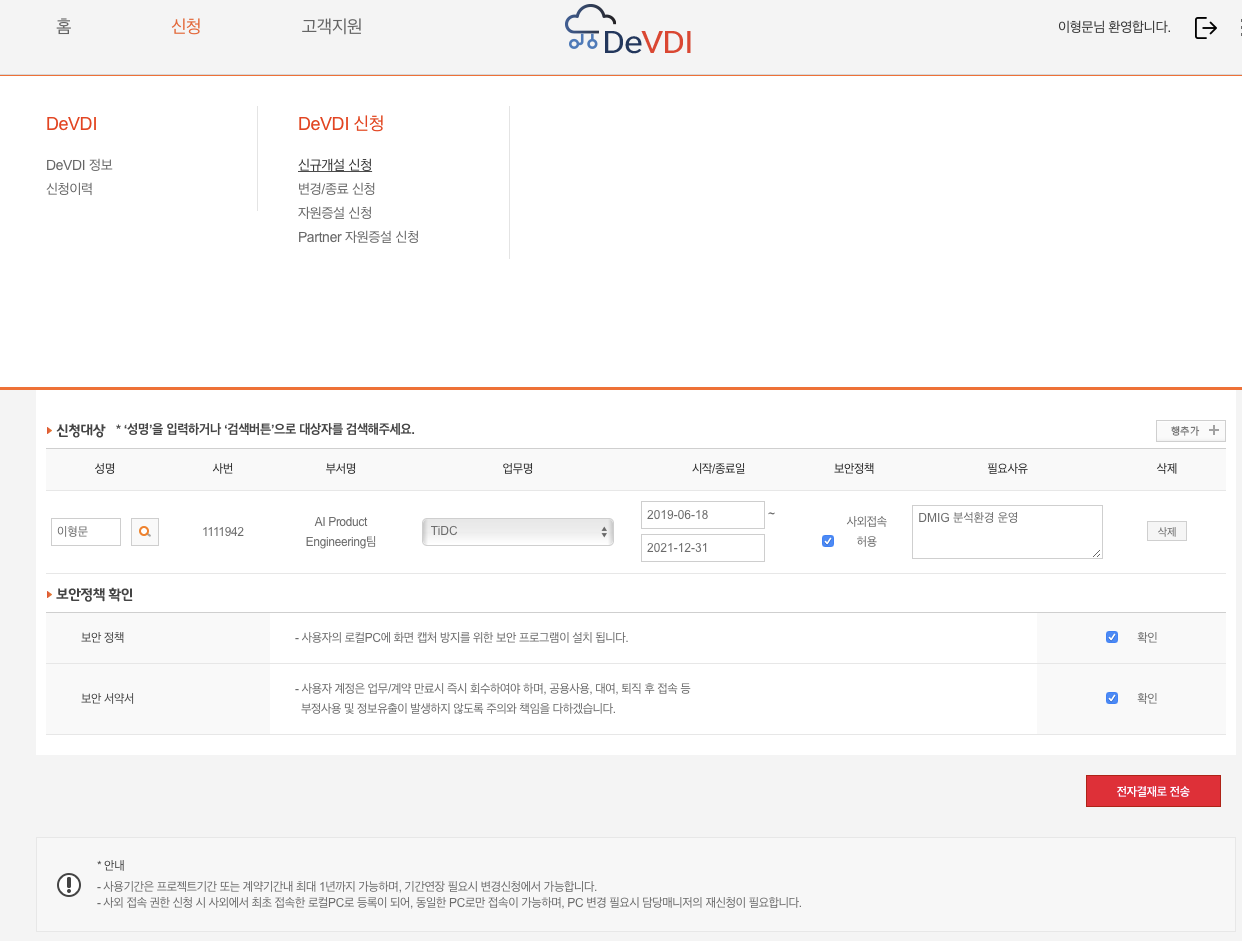 홈
신청
고객지원
DeVDI
이형문님 환영합니다.
DeVDI
DeVDI 정보
신청이력
DeVDI 신청
신규개설 신청
변경/종료 신청
자원증설 신청
Partner 자원증설 신청
신청대상 * ‘성명’을 입력하거나 ‘검색버튼’으로 대상자를 검색해주세요.
행추가
성명 사번 부서명 업무명 시작/종료일 보안정책 필요사유 삭제
이형문
1111942
AI Product
Engineering팀
TiDC
2019-06-18 ~
2021-12-31
사외접속
허용
DMIG 분석환경 운영
삭제
보안정책 확인
보안 정책
- 사용자의 로컬PC에 화면 캡처 방지를 위한 보안 프로그램이 설치 됩니다.
확인
보안 서약서
- 사용자 계정은 업무/계약 만료시 즉시 회수하여야 하며, 공용사용, 대여, 퇴직 후 접속 등
부정사용 및 정보유출이 발생하지 않도록 주의와 책임을 다하겠습니다.
확인
전자결재로 전송
* 안내
- 사용기간은 프로젝트기간 또는 계약기간내 최대 1년까지 가능하며, 기간연장 필요시 변경신청에서 가능합니다.
- 사외 접속 권한 신청 시 사외에서 최초 접속한 로컬PC로 등록이 되어, 동일한 PC로만 접속이 가능하며, PC 변경 필요시 담당매니저의 재신청이 필요합니다.